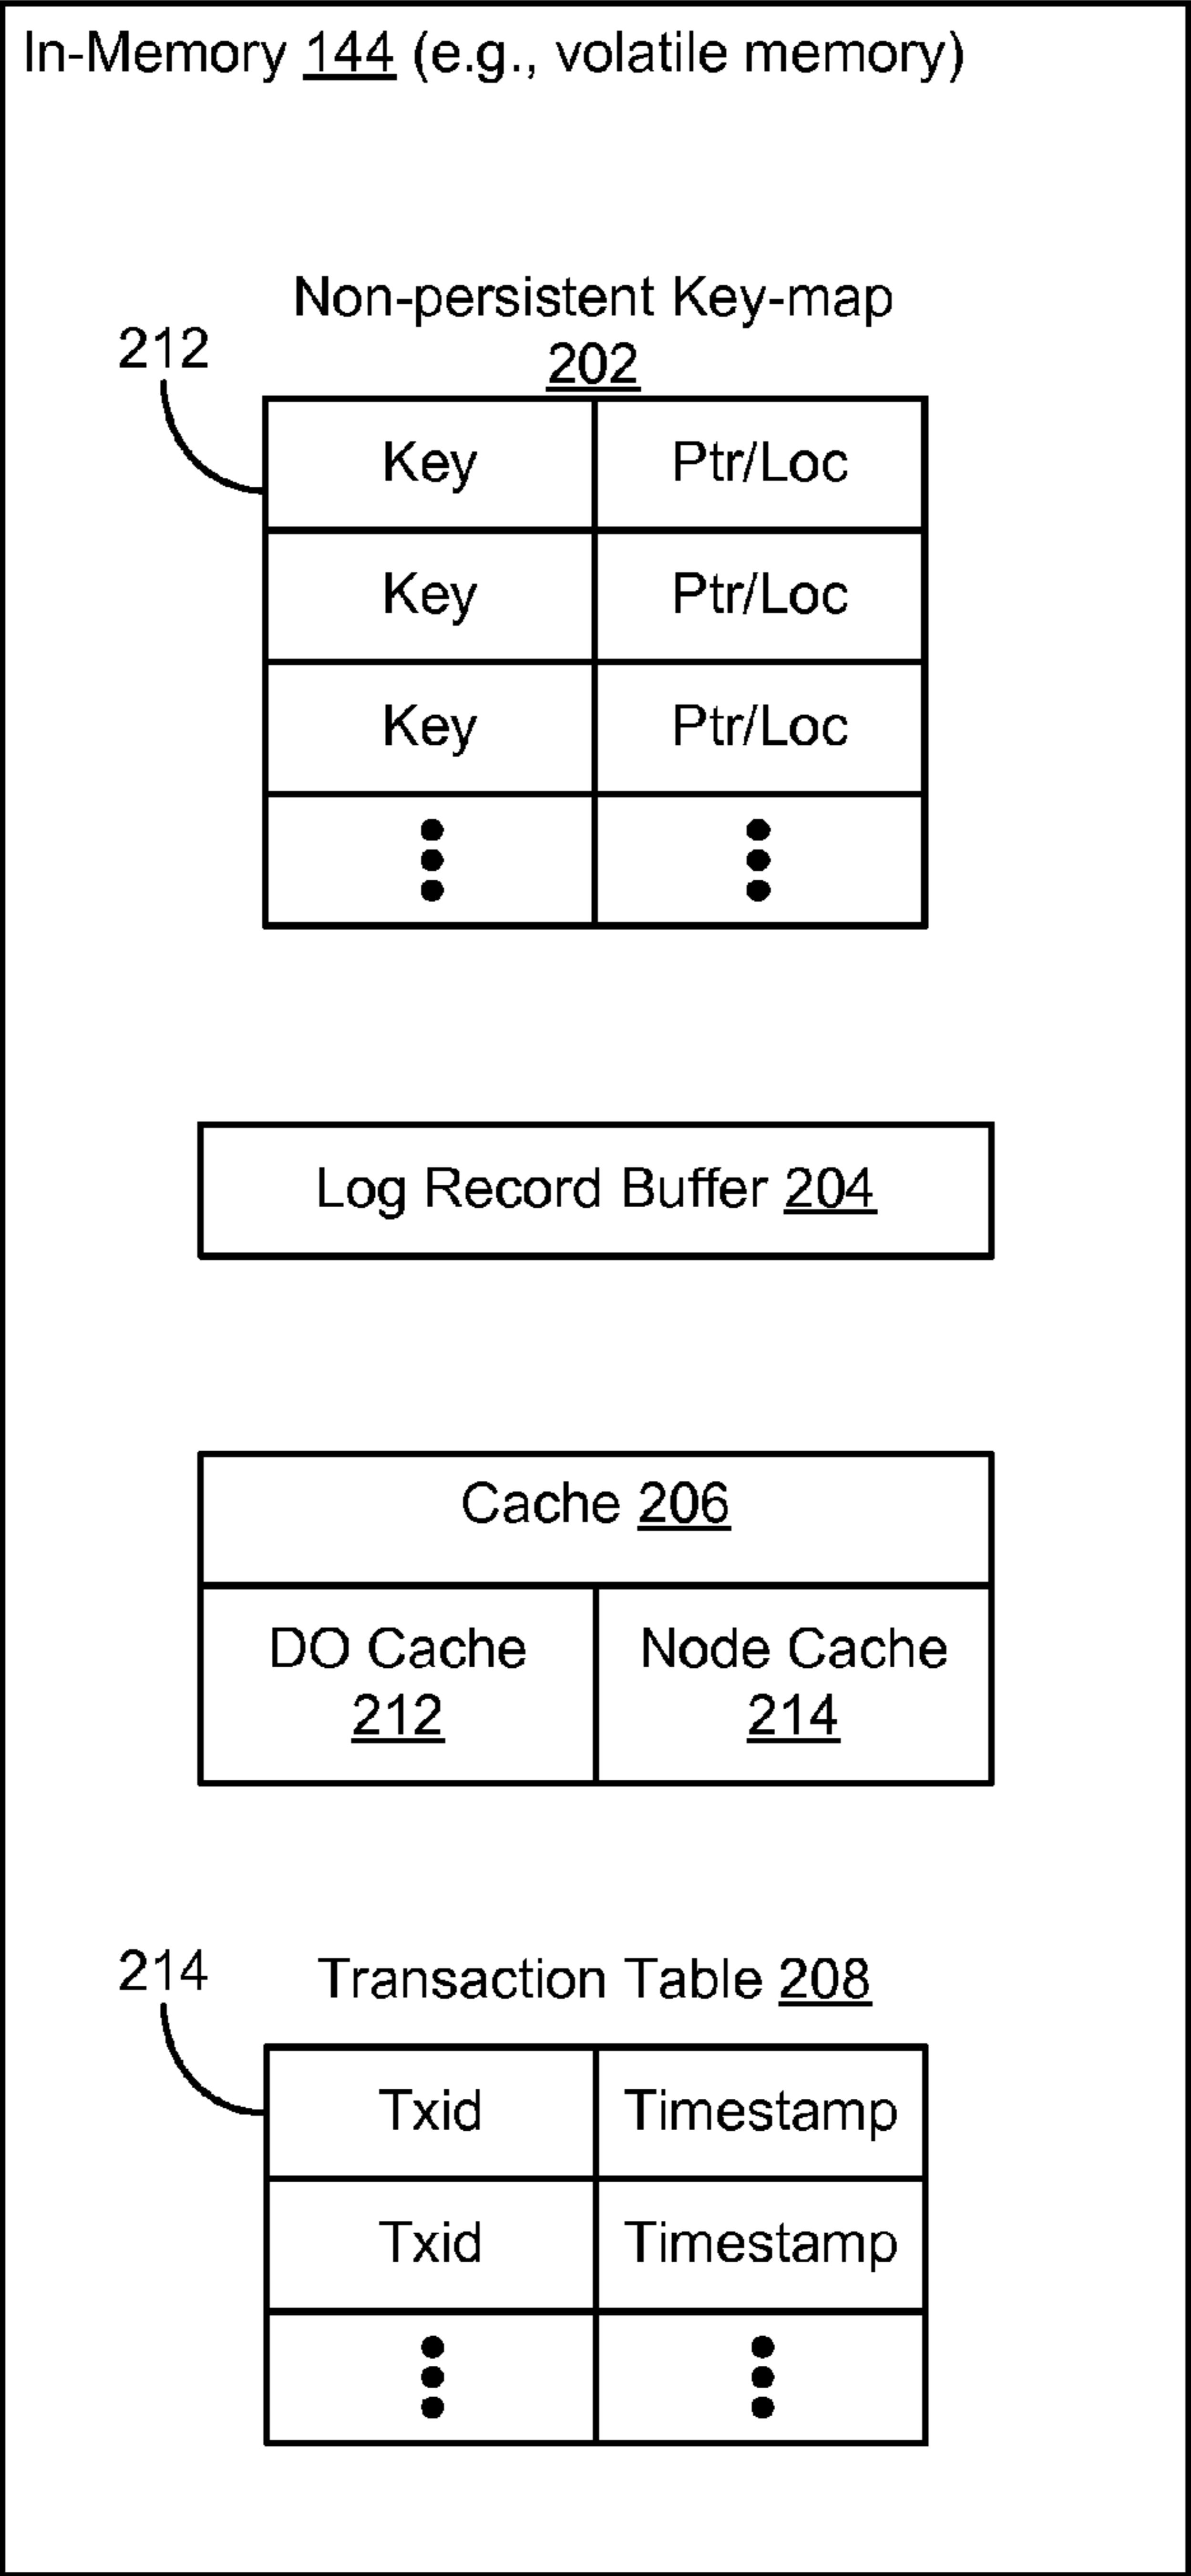 In-Memory 144 (e.g., volatile memory)
Non-persistent Key-map
212
202
Key Ptr/Loc
Key Ptr/Loc
Key Ptr/Loc
Log Record Buffer 204
Cache 206
DO Cache Node Cache
212 214
214
Transaction Table 208
Txid Timestamp
Txid Timestamp